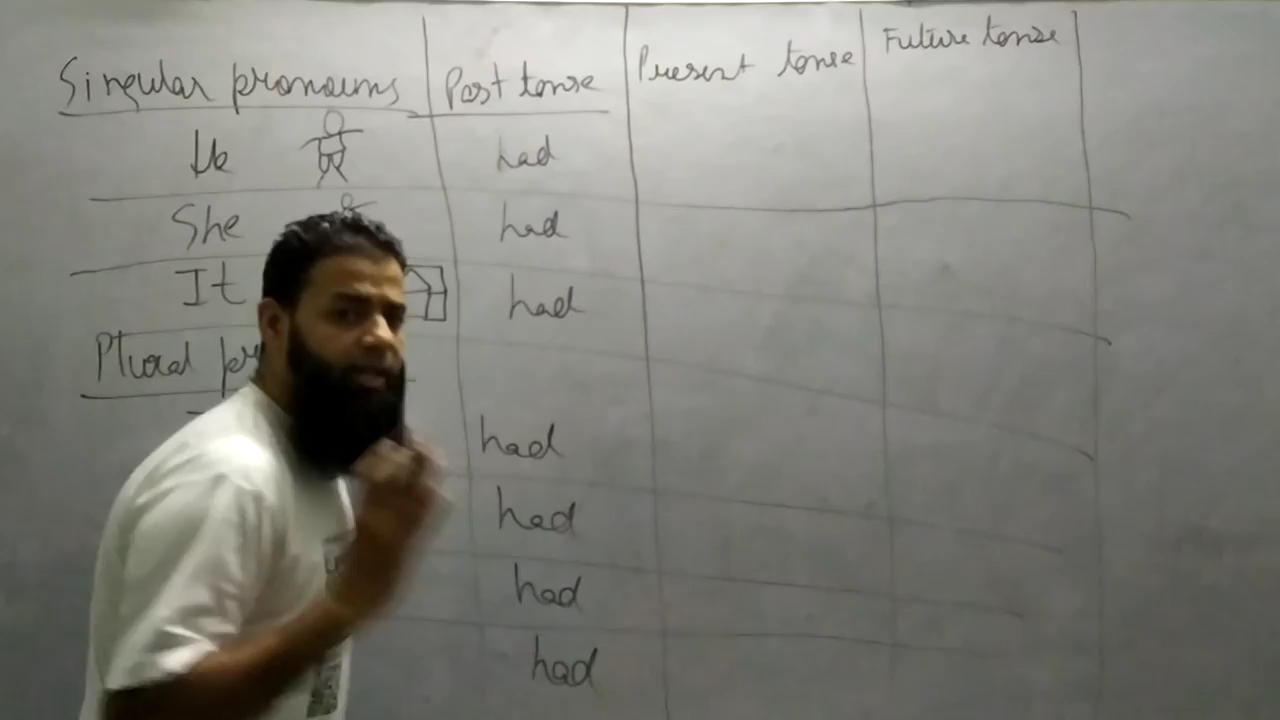 Singular pronouns Past tense Present tense Future tense
He had
She had
It had
Plural
had
had
had
had